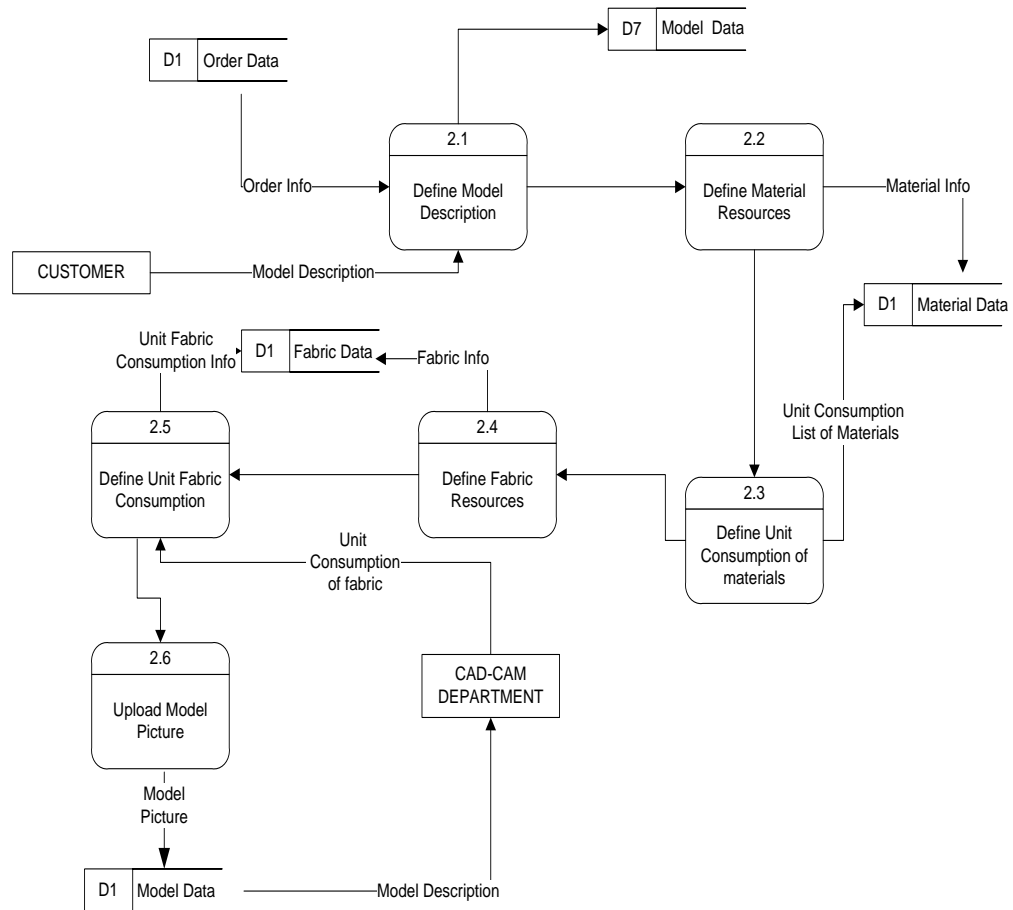 D7 Model Data
D1 Order Data
2.1
Define Model
Description
2.2
Define Material
Resources
Order Info
Material Info
CUSTOMER
Model Description
D1 Material Data
Unit Fabric
Consumption Info
D1 Fabric Data
Fabric Info
Unit Consumption
List of Materials
2.5
Define Unit Fabric
Consumption
2.4
Define Fabric
Resources
2.3
Define Unit
Consumption of
materials
Unit
Consumption
of fabric
2.6
Upload Model
Picture
CAD-CAM
DEPARTMENT
Model
Picture
D1 Model Data
Model Description